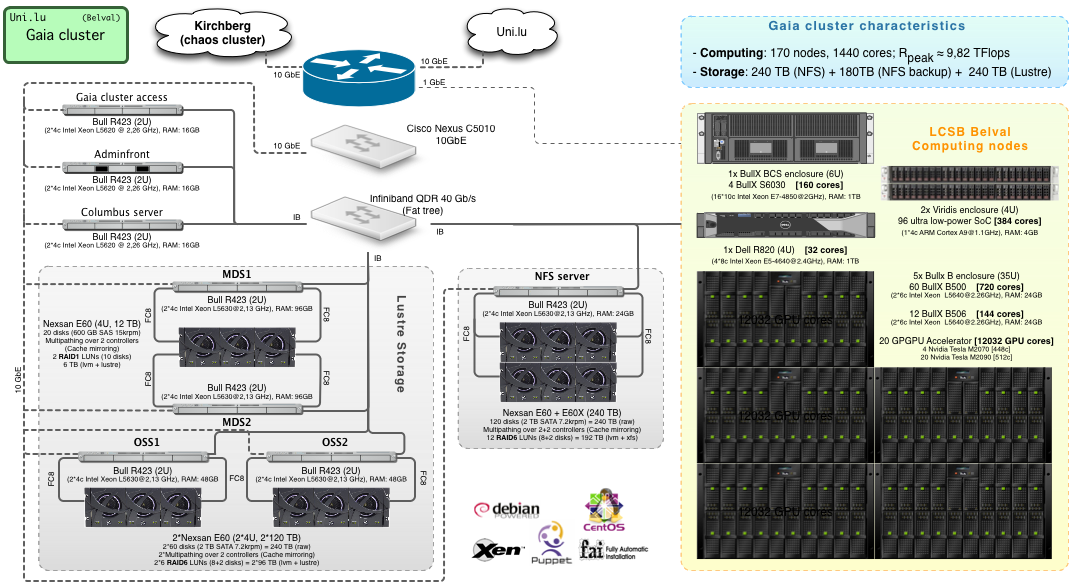 Uni.lu (Belval)
Gaia cluster
Kirchberg
(chaos cluster)
Uni.lu
10 GbE
10 GbE
1 GbE
Gaia cluster characteristics
- Computing: 170 nodes, 1440 cores; Rpeak ≈ 9,82 TFlops
- Storage: 240 TB (NFS) + 180TB (NFS backup) + 240 TB (Lustre)
Gaia cluster access
Bull R423 (2U)
(2*4c Intel Xeon L5620 @ 2,26 GHz), RAM: 16GB
Adminfront
Bull R423 (2U)
(2*4c Intel Xeon L5620 @ 2,26 GHz), RAM: 16GB
Columbus server
Bull R423 (2U)
(2*4c Intel Xeon L5620 @ 2,26 GHz), RAM: 16GB
10 GbE
Cisco Nexus C5010
10GbE
Infiniband QDR 40 Gb/s
(Fat tree)
IB
IB
IB
10 GbE
LCSB Belval
Computing nodes
1x BullX BCS enclosure (6U)
4 BullX S6030 [160 cores]
(16*10c Intel Xeon E7-4850@2GHz), RAM: 1TB
2x Viridis enclosure (4U)
96 ultra low-power SoC [384 cores]
(1*4c ARM Cortex A9@1.1GHz), RAM: 4GB
1x Dell R820 (4U) [32 cores]
(4*8c Intel Xeon E5-4640@2.4GHz), RAM: 1TB
5x Bullx B enclosure (35U)
60 BullX B500 [720 cores]
(2*6c Intel Xeon L5640@2.26GHz), RAM: 24GB
12 BullX B506 [144 cores]
(2*6c Intel Xeon L5640@2.26GHz), RAM: 24GB
20 GPGPU Accelerator [12032 GPU cores]
4 Nvidia Tesla M2070 [448c]
20 Nvidia Tesla M2090 [512c]
12032 GPU cores
12032 GPU cores
12032 GPU cores
MDS1
Bull R423 (2U)
(2*4c Intel Xeon L5630@2,13 GHz), RAM: 96GB
FC8
FC8
Nexsan E60 (4U, 12 TB)
20 disks (600 GB SAS 15krpm)
Multipathing over 2 controllers
(Cache mirroring)
2 RAID1 LUNs (10 disks)
6 TB (lvm + lustre)
Lustre Storage
FC8
FC8
Bull R423 (2U)
(2*4c Intel Xeon L5630@2,13 GHz), RAM: 96GB
MDS2
OSS1
Bull R423 (2U)
(2*4c Intel Xeon L5630@2,13 GHz), RAM: 48GB
OSS2
Bull R423 (2U)
(2*4c Intel Xeon L5630@2,13 GHz), RAM: 48GB
FC8
FC8
FC8
2*Nexsan E60 (2*4U, 2*120 TB)
2*60 disks (2 TB SATA 7.2krpm) = 240 TB (raw)
2*Multipathing over 2 controllers (Cache mirroring)
2*6 RAID6 LUNs (8+2 disks) = 2*96 TB (lvm + lustre)
NFS server
Bull R423 (2U)
(2*4c Intel Xeon L5630@2,13 GHz), RAM: 24GB
FC8
FC8
Nexsan E60 + E60X (240 TB)
120 disks (2 TB SATA 7.2krpm) = 240 TB (raw)
Multipathing over 2+2 controllers (Cache mirroring)
12 RAID6 LUNs (8+2 disks) = 192 TB (lvm + xfs)
debian
POWERED
CentOS
Xen
Puppet
fai Fully Automatic
Installation